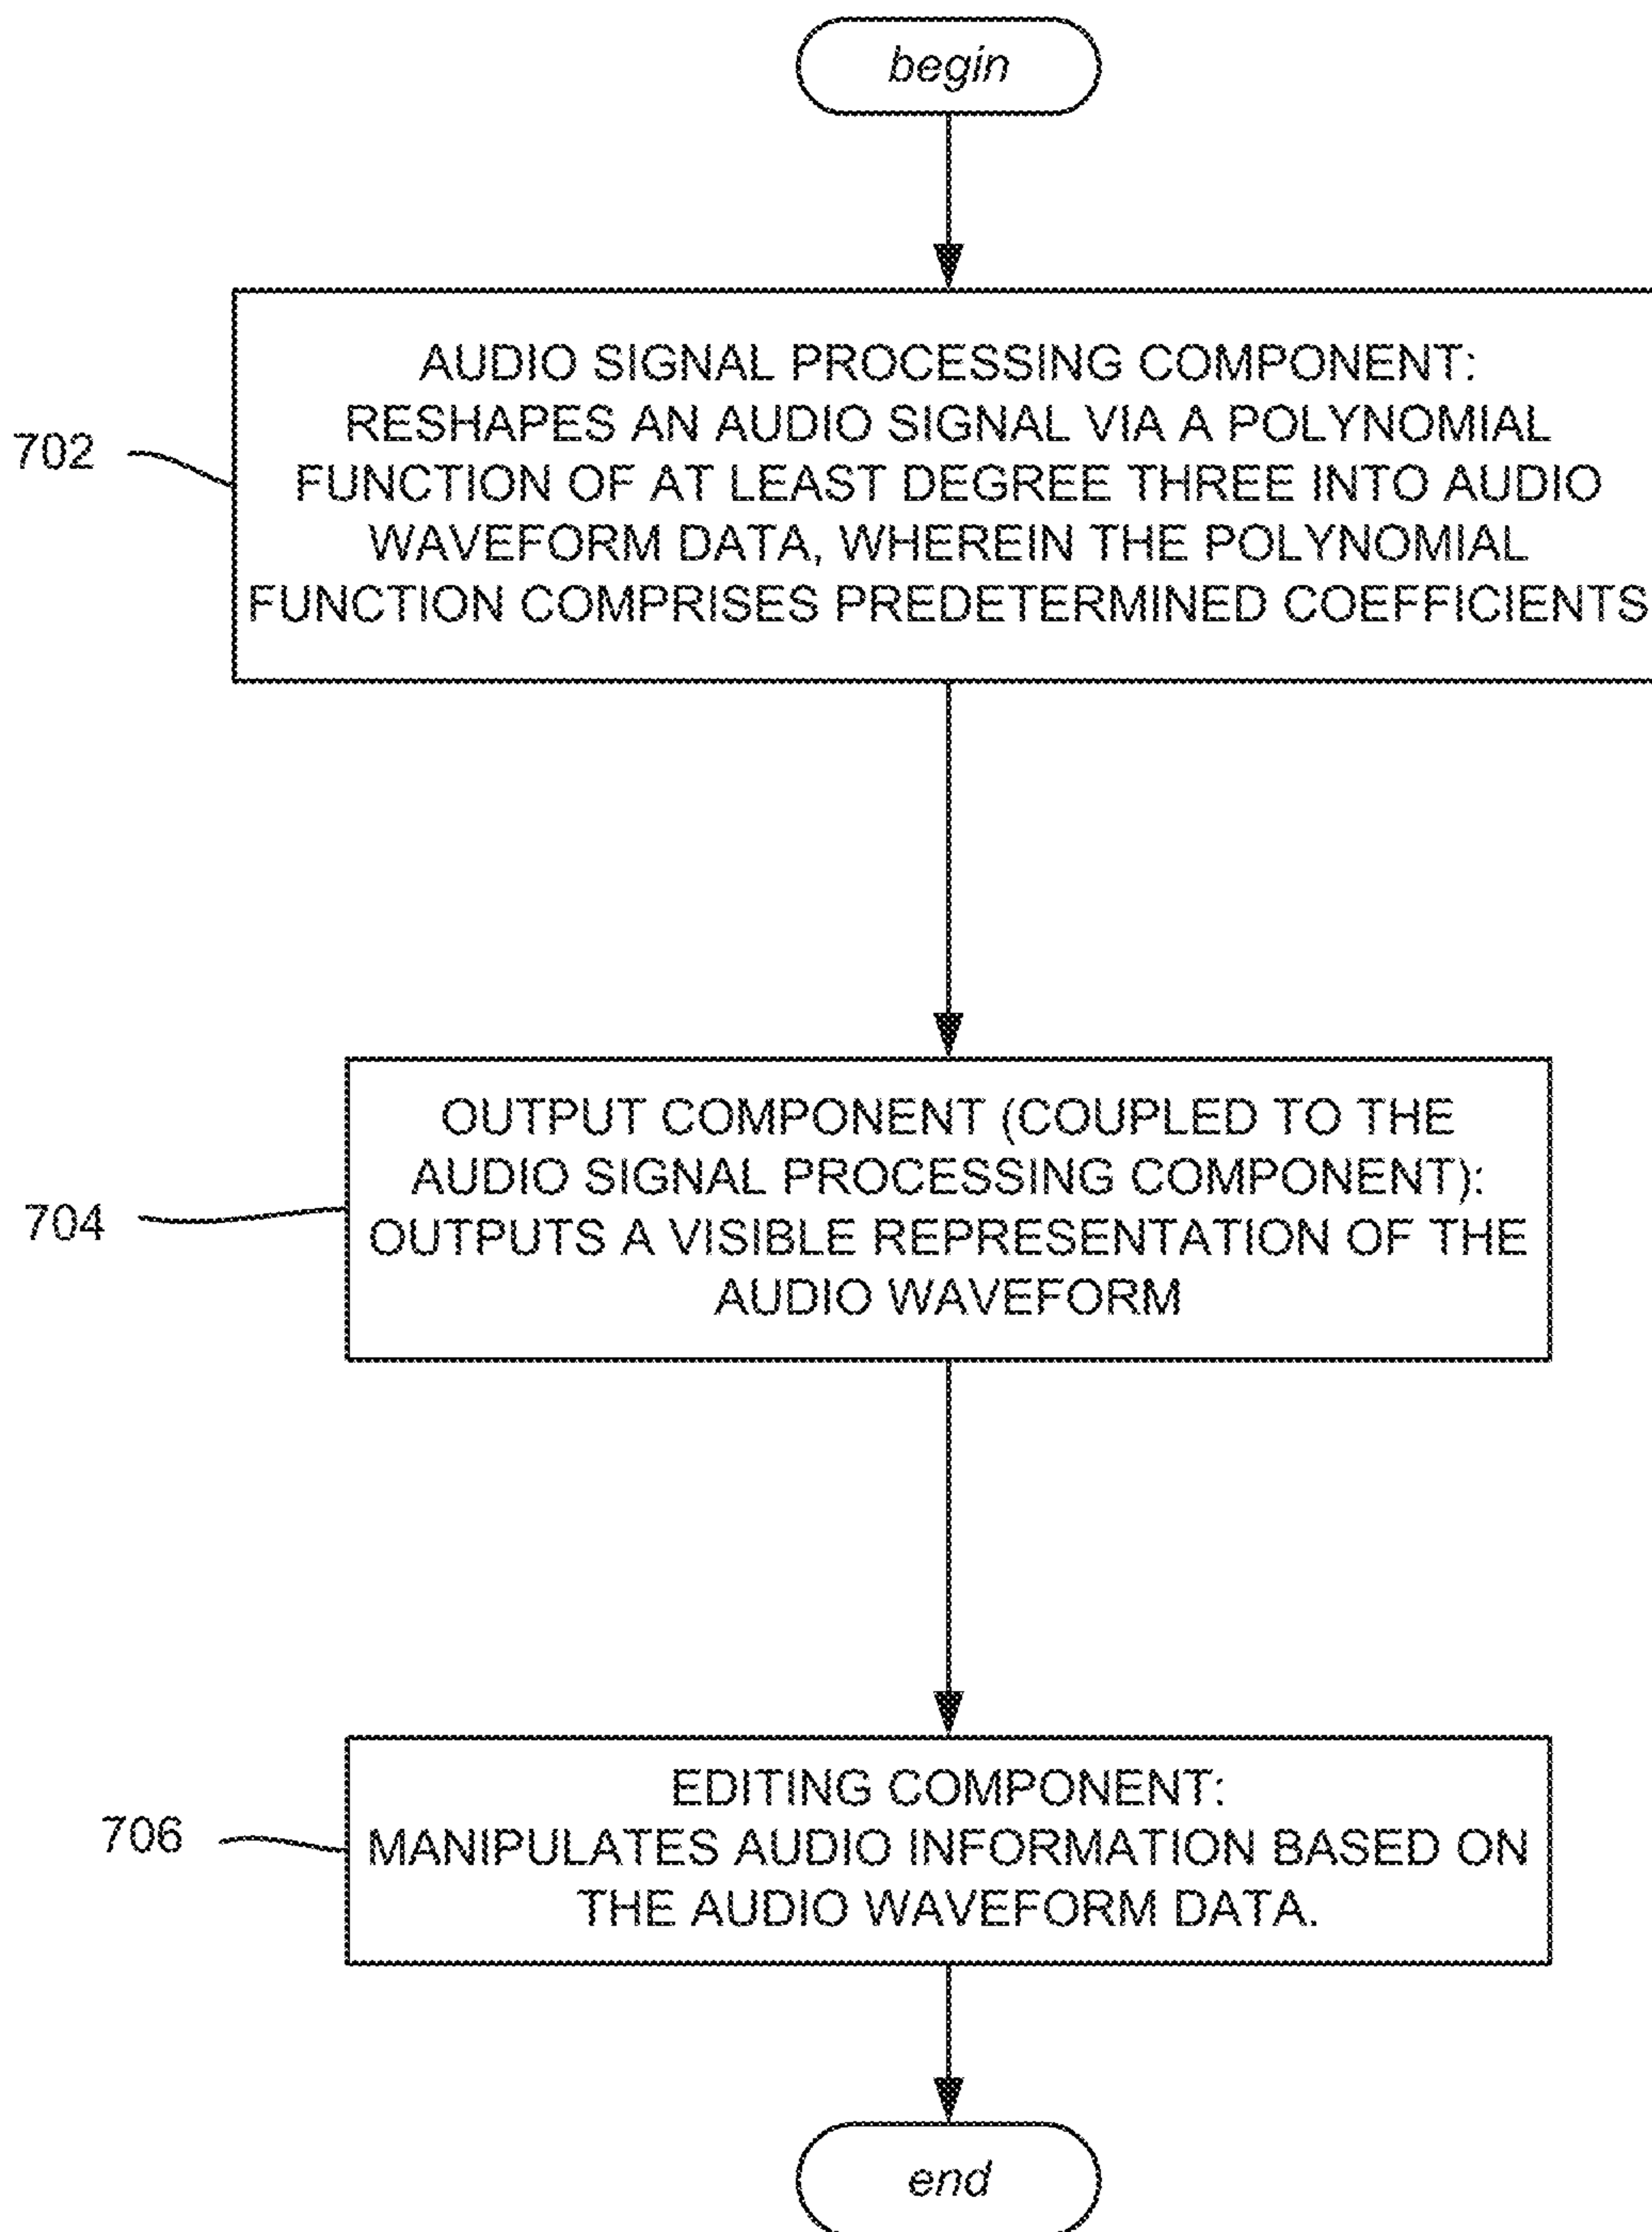 begin
AUDIO SIGNAL PROCESSING COMPONENT:
RESHAPES AN AUDIO SIGNAL VIA A POLYNOMIAL
FUNCTION OF AT LEAST DEGREE THREE INTO AUDIO
WAVEFORM DATA, WHEREIN THE POLYNOMIAL
FUNCTION COMPRISES PREDETERMINED COEFFICIENTS
702
OUTPUT COMPONENT (COUPLED TO THE
AUDIO SIGNAL PROCESSING COMPONENT):
OUTPUTS A VISIBLE REPRESENTATION OF THE
AUDIO WAVEFORM
704
EDITING COMPONENT:
MANIPULATES AUDIO INFORMATION BASED ON
THE AUDIO WAVEFORM DATA.
706
end